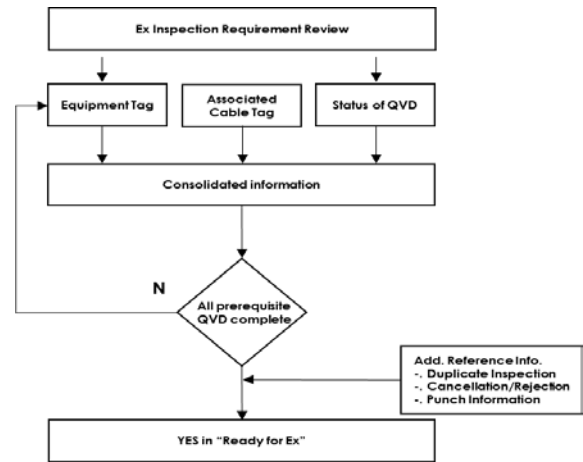 Ex Inspection Requirement Review
Equipment Tag
Associated
Cable Tag
Status of QVD
Consolidated information
N
All prerequisite
QVD complete
Add. Reference Info.
-. Duplicate Inspection
-. Cancellation/Rejection
-. Punch Information
YES in “Ready for Ex”